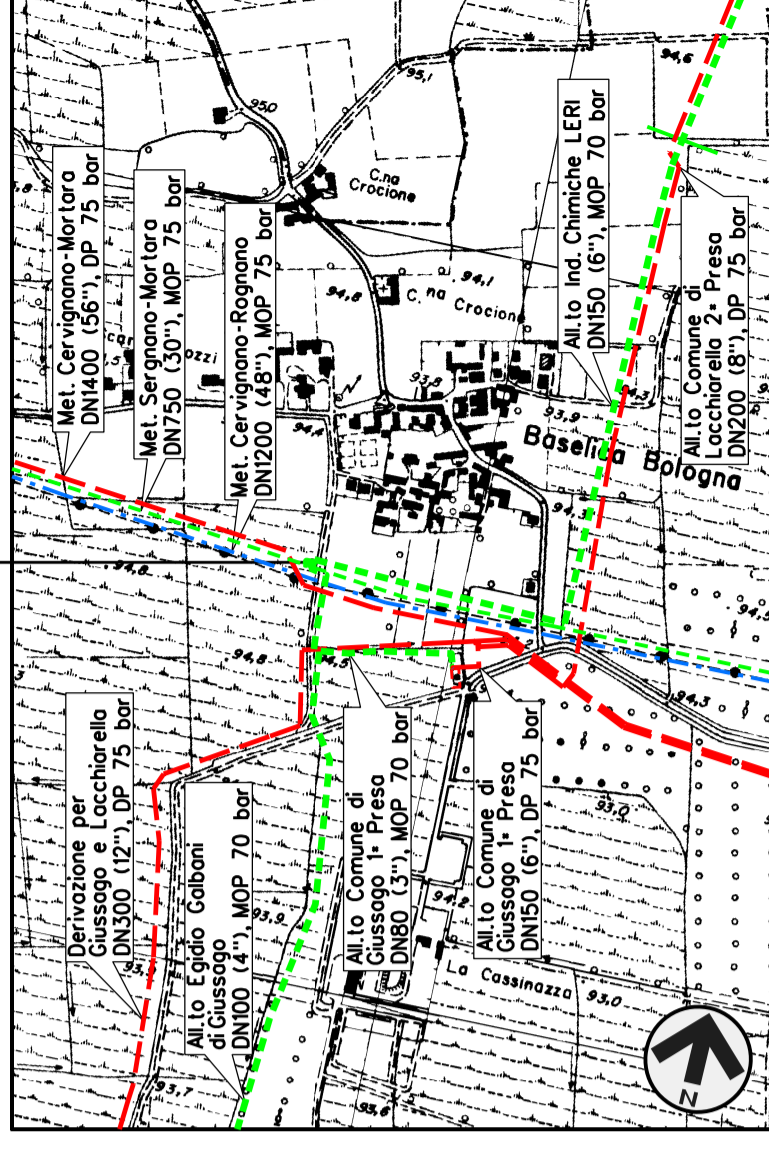 Met. Cervignano-Mortara
DN1400 (56"), DP 75 bar
Met. Sergnano-Mortara
DN750 (30"), MOP 75 bar
Met. Cervignano-Rognano
DN1200 (48"), MOP 75 bar
All.to Ind. Chimiche LERI
DN150 (6"), MOP 70 bar
All.to Comune di
Lacchiarella 2ª Presa
DN200 (8"), DP 75 bar
Derivazione per
Giussago e Lacchiarella
DN300 (12"), DP 75 bar
All.to Egidio Galbani
di Giussago
DN100 (4"), MOP 70 bar
All.to Comune di
Giussago 1ª Presa
DN80 (3"), MOP 70 bar
All.to Comune di
Giussago 1ª Presa
DN150 (6"), DP 75 bar
C.na
Crocione
C.na Crocione
Baselica Bologna
La Cassinazza
95,0
95,1
94,6
94,1
94,8
93,8
93,9
94,4
94,3
94,8
94,8
94,3
93,0
94,2
93,9
93,0
93,7
93,6
N